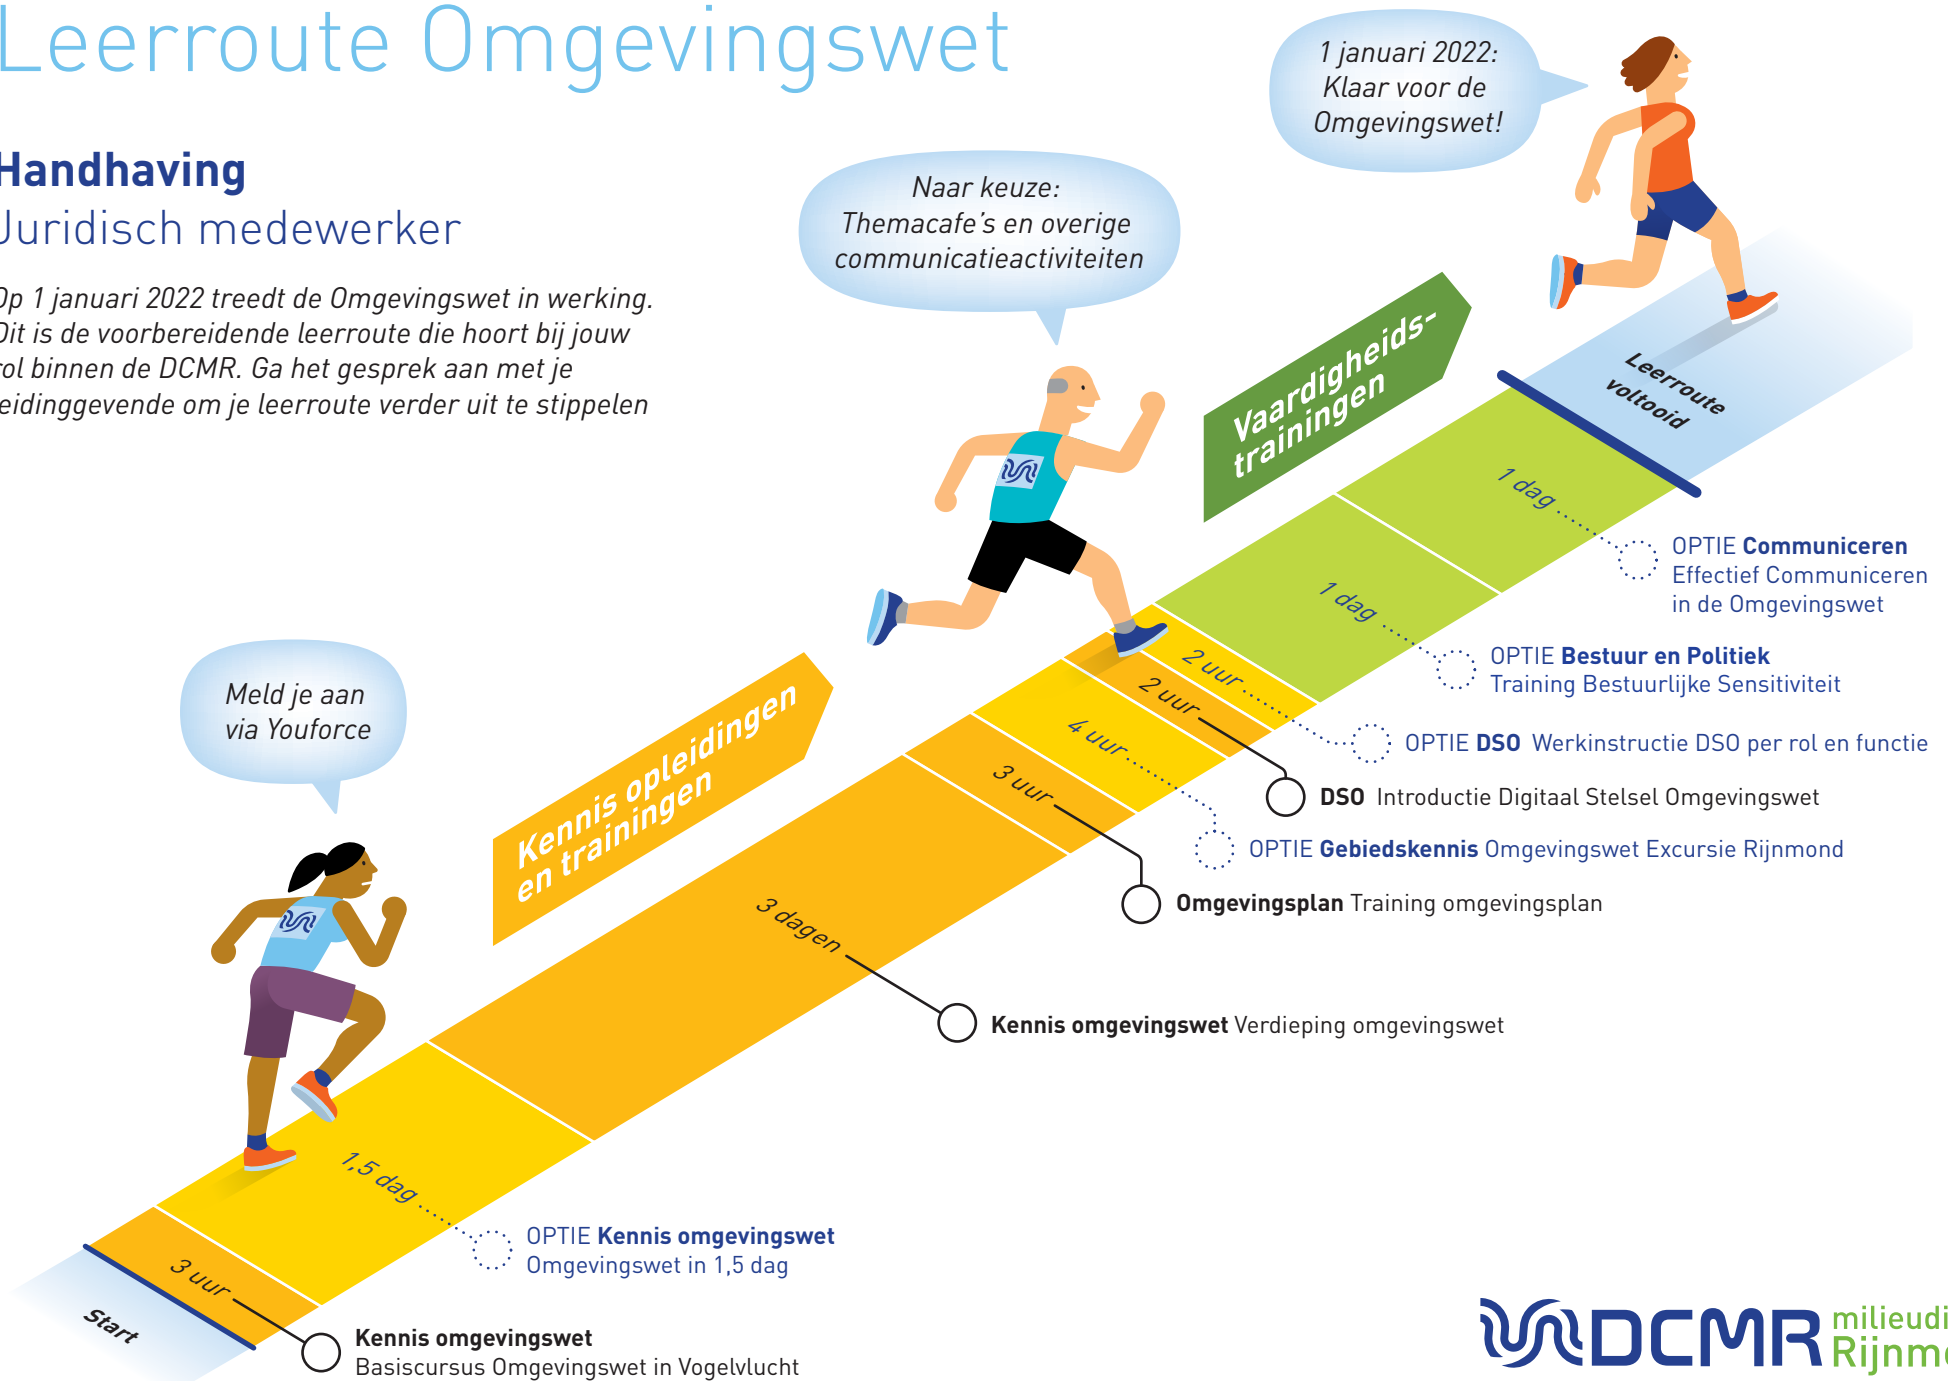 Leerroute Omgevingswet
Handhaving
Juridisch medewerker
Op 1 januari 2022 treedt de Omgevingswet in werking.
Dit is de voorbereidende leerroute die hoort bij jouw
rol binnen de DCMR. Ga het gesprek aan met je
leidinggevende om je leerroute verder uit te stippelen
1 januari 2022:
Klaar voor de
Omgevingswet!
Naar keuze:
Themacafe's en overige
communicatieactiviteiten
Meld je aan
via Youforce
Vaardigheids-
trainingen
Kennis opleidingen
en trainingen
Leerroute
voltooid
1 dag
OPTIE Communiceren
Effectief Communiceren
in de Omgevingswet
1 dag
OPTIE Bestuur en Politiek
Training Bestuurlijke Sensitiviteit
2 uur
OPTIE DSO Werkinstructie DSO per rol en functie
2 uur
DSO Introductie Digitaal Stelsel Omgevingswet
4 uur
OPTIE Gebiedskennis Omgevingswet Excursie Rijnmond
3 uur
Omgevingsplan Training omgevingsplan
3 dagen
Kennis omgevingswet Verdieping omgevingswet
1,5 dag
OPTIE Kennis omgevingswet
Omgevingswet in 1,5 dag
3 uur
Kennis omgevingswet
Basiscursus Omgevingswet in Vogelvlucht
Start
DCMR